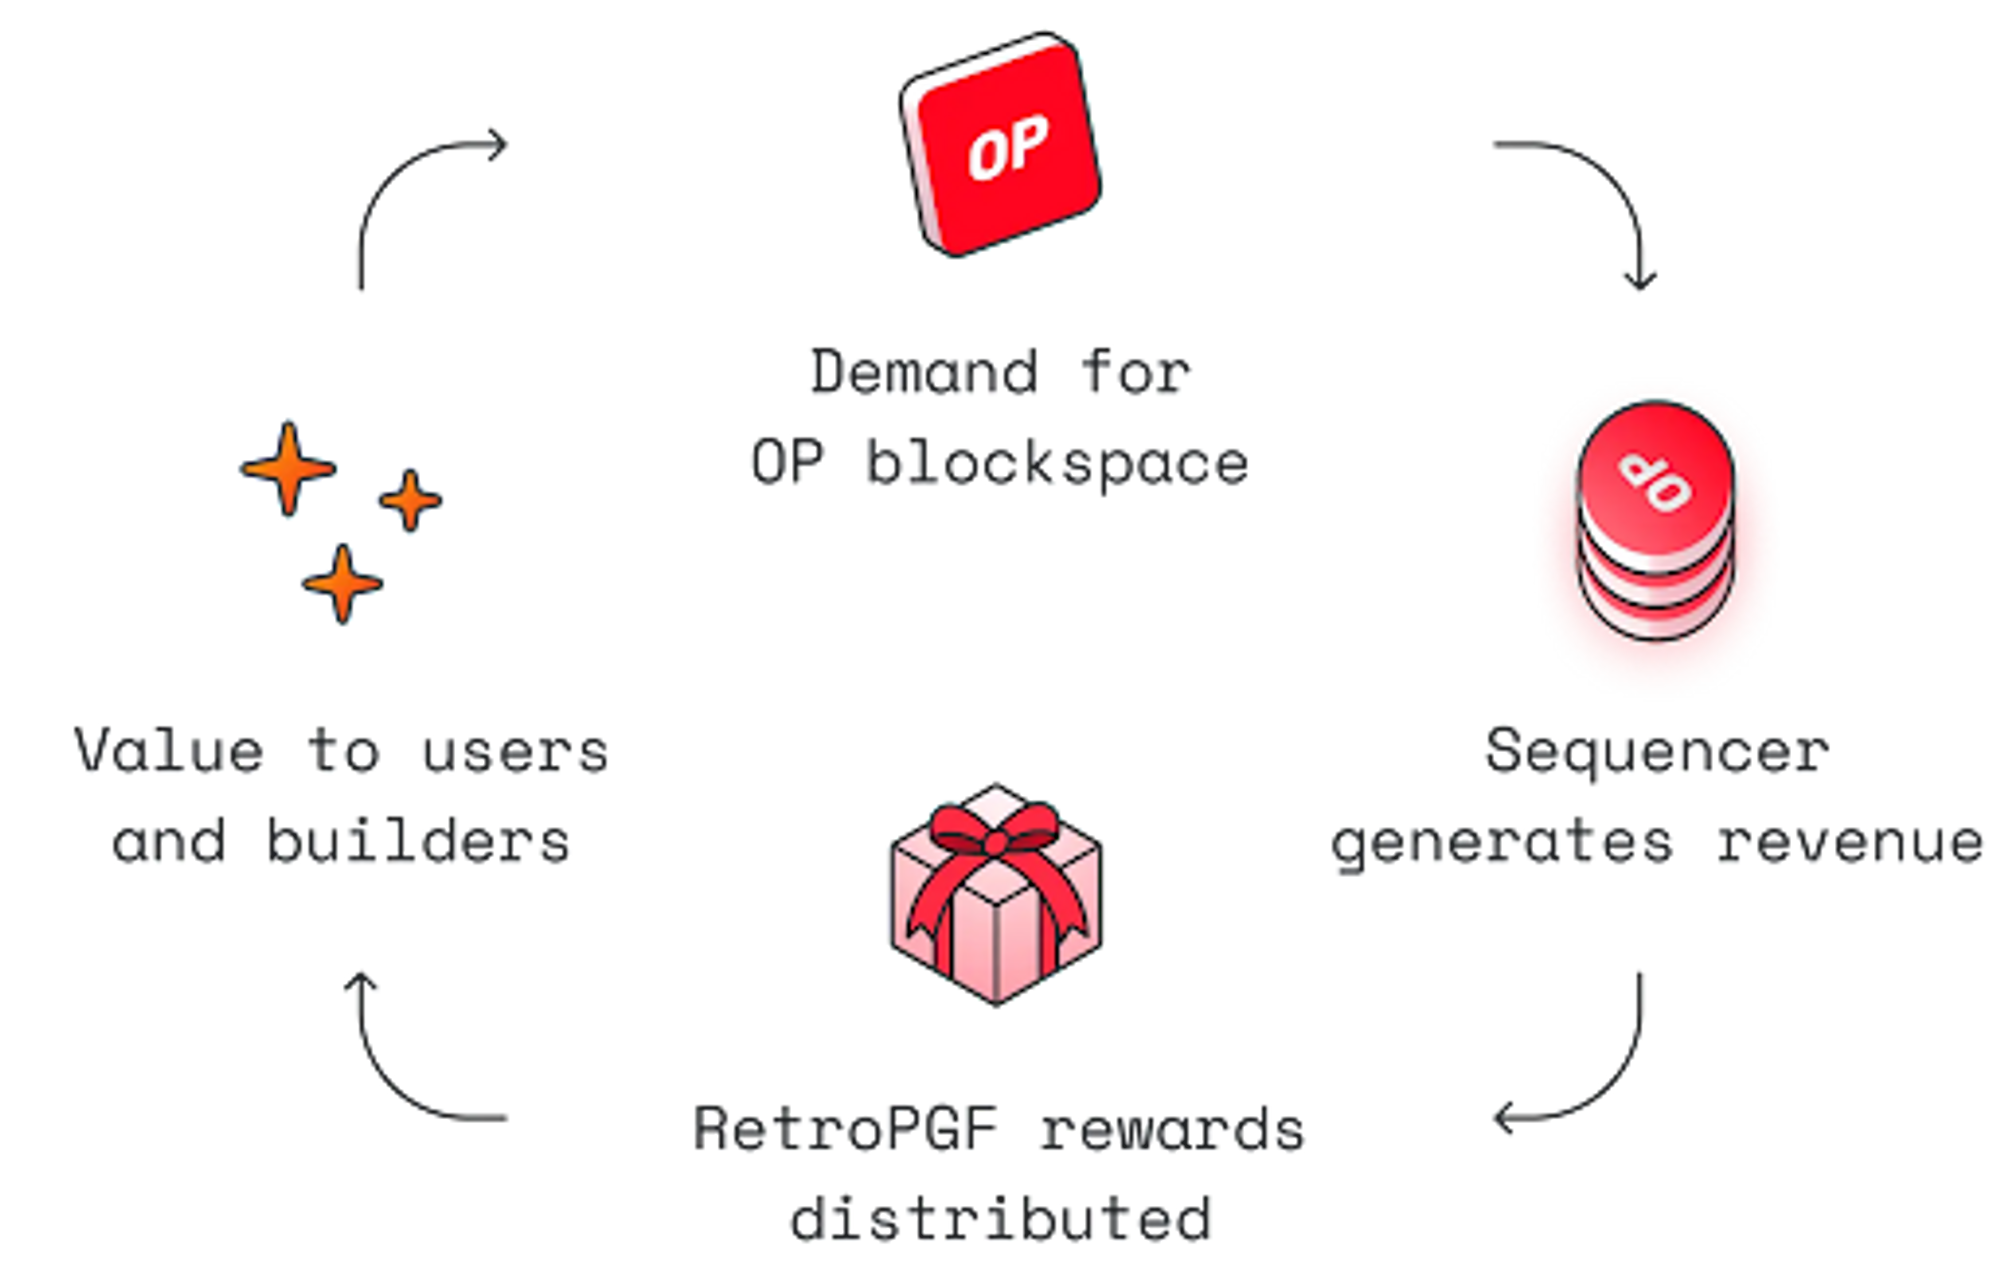 OP
Demand for
OP blockspace
OP
Sequencer
generates revenue
RetroPGF rewards
distributed
Value to users
and builders